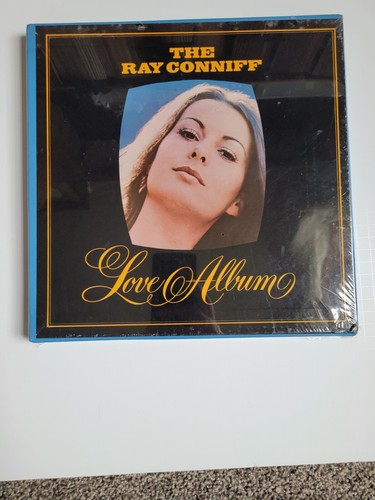 THE
RAY CONNIFF
Love Album